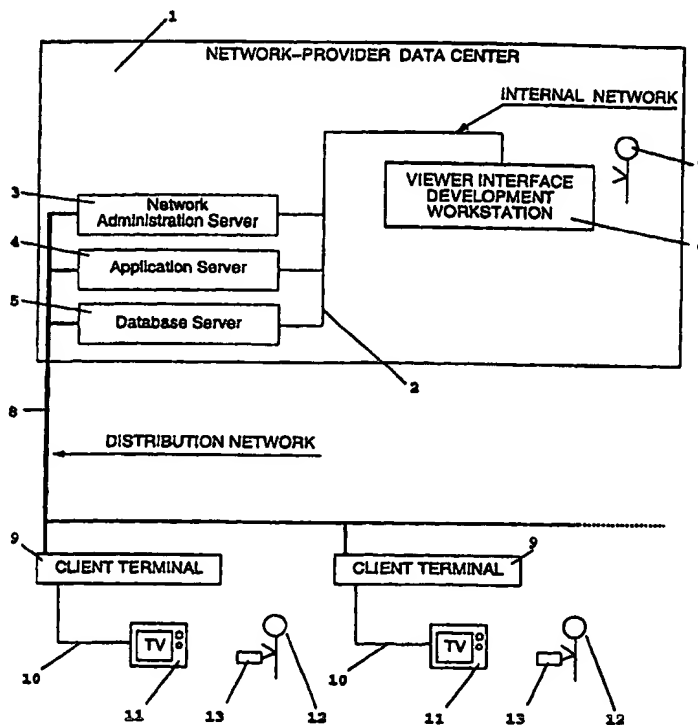 1
NETWORK-PROVIDER DATA CENTER
INTERNAL NETWORK
3
Network
Administration Server
VIEWER INTERFACE
DEVELOPMENT
WORKSTATION
4
Application Server
5
Database Server
2
8
DISTRIBUTION NETWORK
9
CLIENT TERMINAL
9
CLIENT TERMINAL
TV
TV
10
11
13
12
10
11
13
12